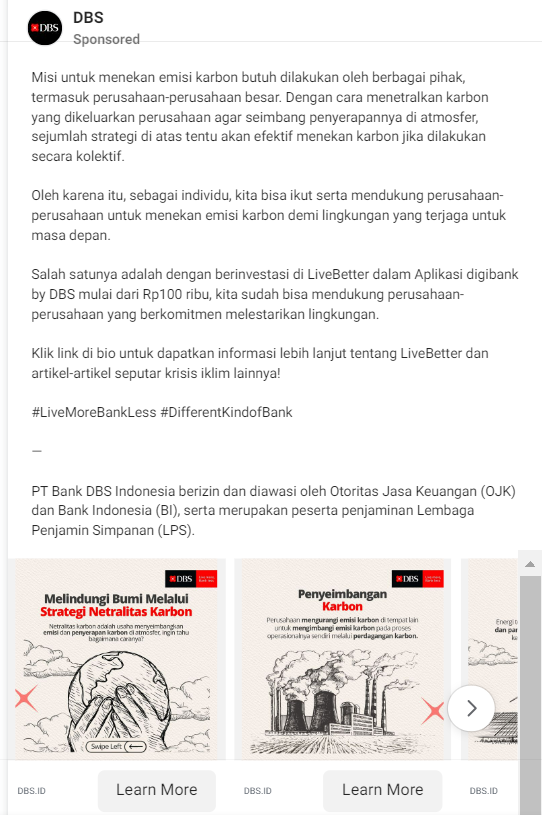 DBS
DBS
Sponsored
Misi untuk menekan emisi karbon butuh dilakukan oleh berbagai pihak,
termasuk perusahaan-perusahaan besar. Dengan cara menetralkan karbon
yang dikeluarkan perusahaan agar seimbang penyerapannya di atmosfer,
sejumlah strategi di atas tentu akan efektif menekan karbon jika dilakukan
secara kolektif.
Oleh karena itu, sebagai individu, kita bisa ikut serta mendukung perusahaan-
perusahaan untuk menekan emisi karbon demi lingkungan yang terjaga untuk
masa depan.
Salah satunya adalah dengan berinvestasi di LiveBetter dalam Aplikasi digibank
by DBS mulai dari Rp100 ribu, kita sudah bisa mendukung perusahaan-
perusahaan yang berkomitmen melestarikan lingkungan.
Klik link di bio untuk dapatkan informasi lebih lanjut tentang LiveBetter dan
artikel-artikel seputar krisis iklim lainnya!
#LiveMoreBankLess #DifferentKindofBank
—
PT Bank DBS Indonesia berizin dan diawasi oleh Otoritas Jasa Keuangan (OJK)
dan Bank Indonesia (BI), serta merupakan peserta penjaminan Lembaga
Penjamin Simpanan (LPS).
DBS Live more, Bank less
Melindungi Bumi Melalui
Strategi Netralitas Karbon
Netralitas karbon adalah usaha menyeimbangkan
emisi dan penyerapan karbon di atmosfer, ingin tahu
bagaimana caranya?
Swipe Left
DBS Live more, Bank less
Penyeimbangan
Karbon
Perusahaan mengurangi emisi karbon di tempat lain
untuk mengimbangi emisi karbon pada proses
operasionalnya sendiri melalui perdagangan karbon.
Energi t
dan pan
DBS.ID
Learn More
DBS.ID
Learn More
DBS.ID